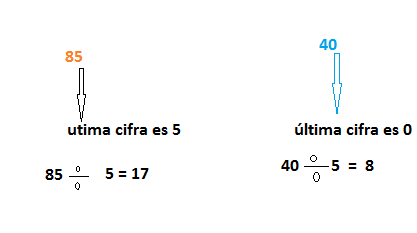 85
utima cifra es 5
85 ÷ 5 = 17
40
última cifra es 0
40 ÷ 5 = 8